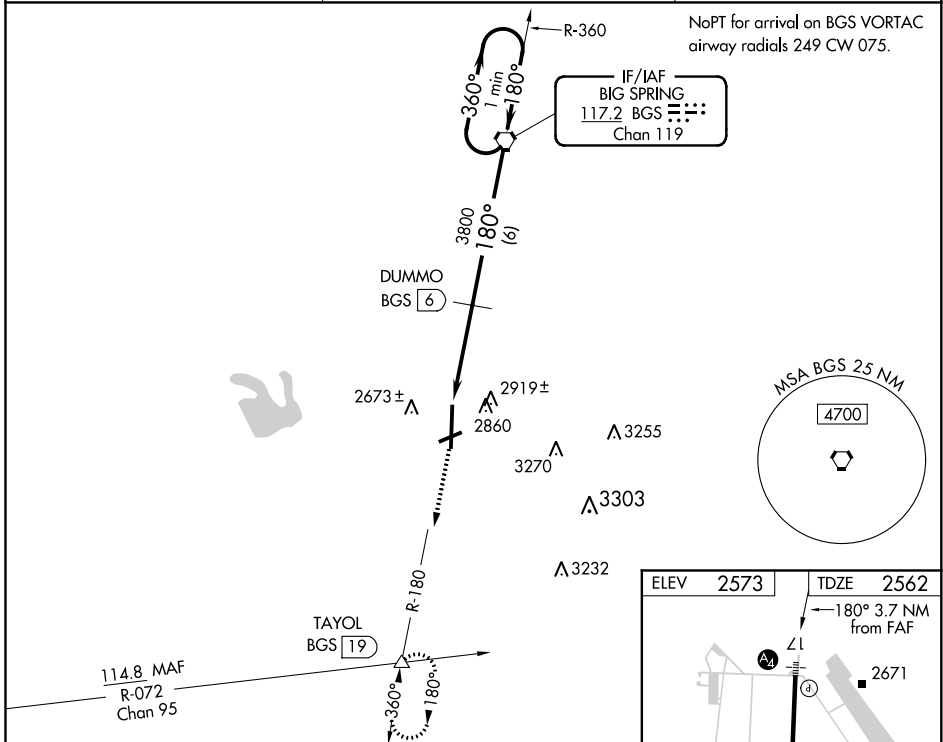 NoPT for arrival on BGS VORTAC
airway radials 249 CW 075.
R-360
360°
1 min
180°
IF/IAF
BIG SPRING
117.2 BGS
Chan 119
3800
180°
(6)
DUMMO
BGS 6
2673±
2919±
2860
3255
3270
3303
3232
MSA BGS 25 NM
4700
R-180
TAYOL
BGS 19
114.8 MAF
R-072
Chan 95
360°
180°
ELEV 2573
TDZE 2562
180° 3.7 NM
from FAF
17
A4
P
2671